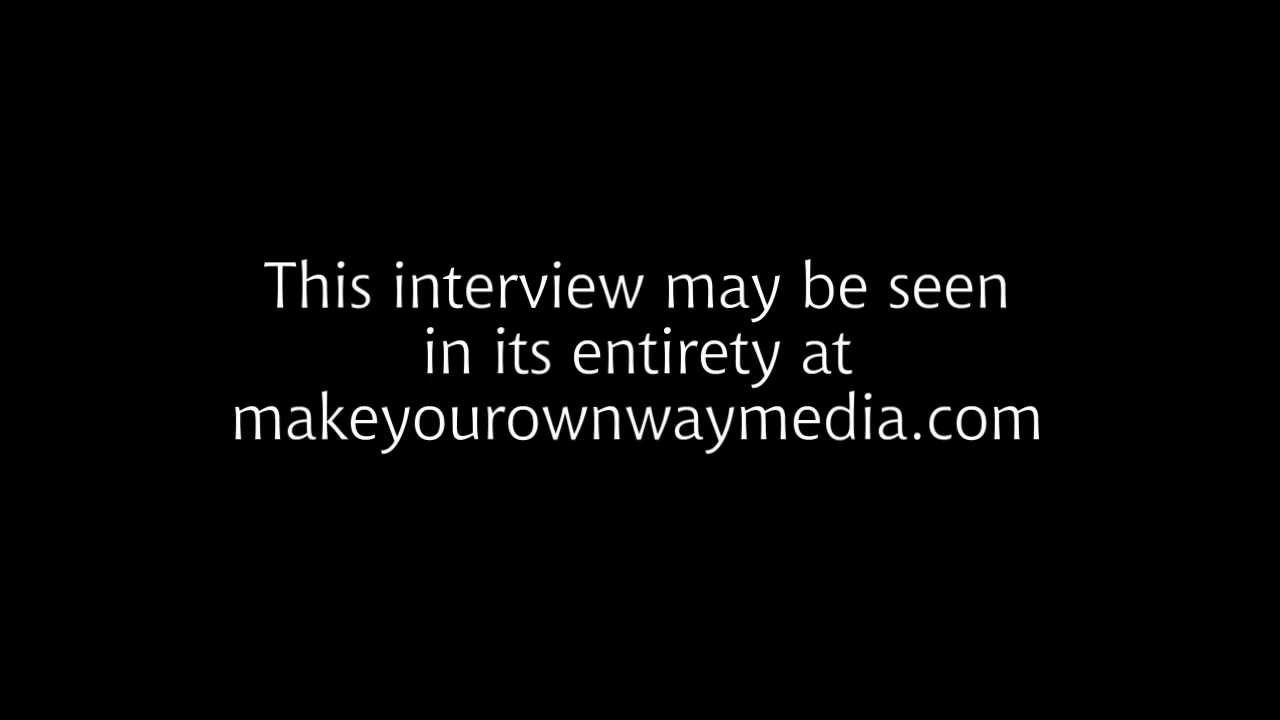 This interview may be seen
in its entirety at
makeyourownwaymedia.com